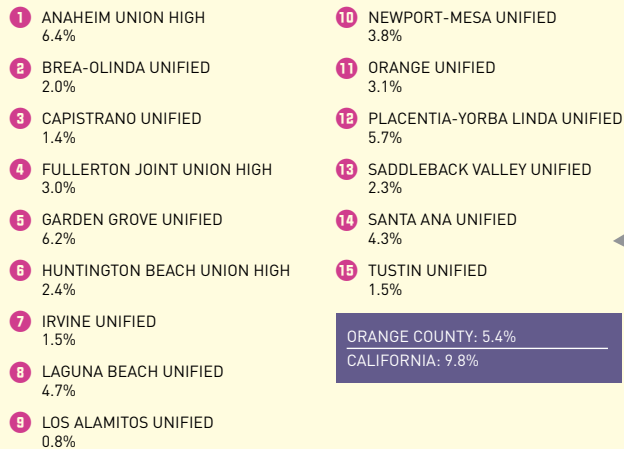 1 ANAHEIM UNION HIGH
6.4%
2 BREA-OLINDA UNIFIED
2.0%
3 CAPISTRANO UNIFIED
1.4%
4 FULLERTON JOINT UNION HIGH
3.0%
5 GARDEN GROVE UNIFIED
6.2%
6 HUNTINGTON BEACH UNION HIGH
2.4%
7 IRVINE UNIFIED
1.5%
8 LAGUNA BEACH UNIFIED
4.7%
9 LOS ALAMITOS UNIFIED
0.8%
10 NEWPORT-MESA UNIFIED
3.8%
11 ORANGE UNIFIED
3.1%
12 PLACENTIA-YORBA LINDA UNIFIED
5.7%
13 SADDLEBACK VALLEY UNIFIED
2.3%
14 SANTA ANA UNIFIED
4.3%
15 TUSTIN UNIFIED
1.5%
ORANGE COUNTY: 5.4%
CALIFORNIA: 9.8%